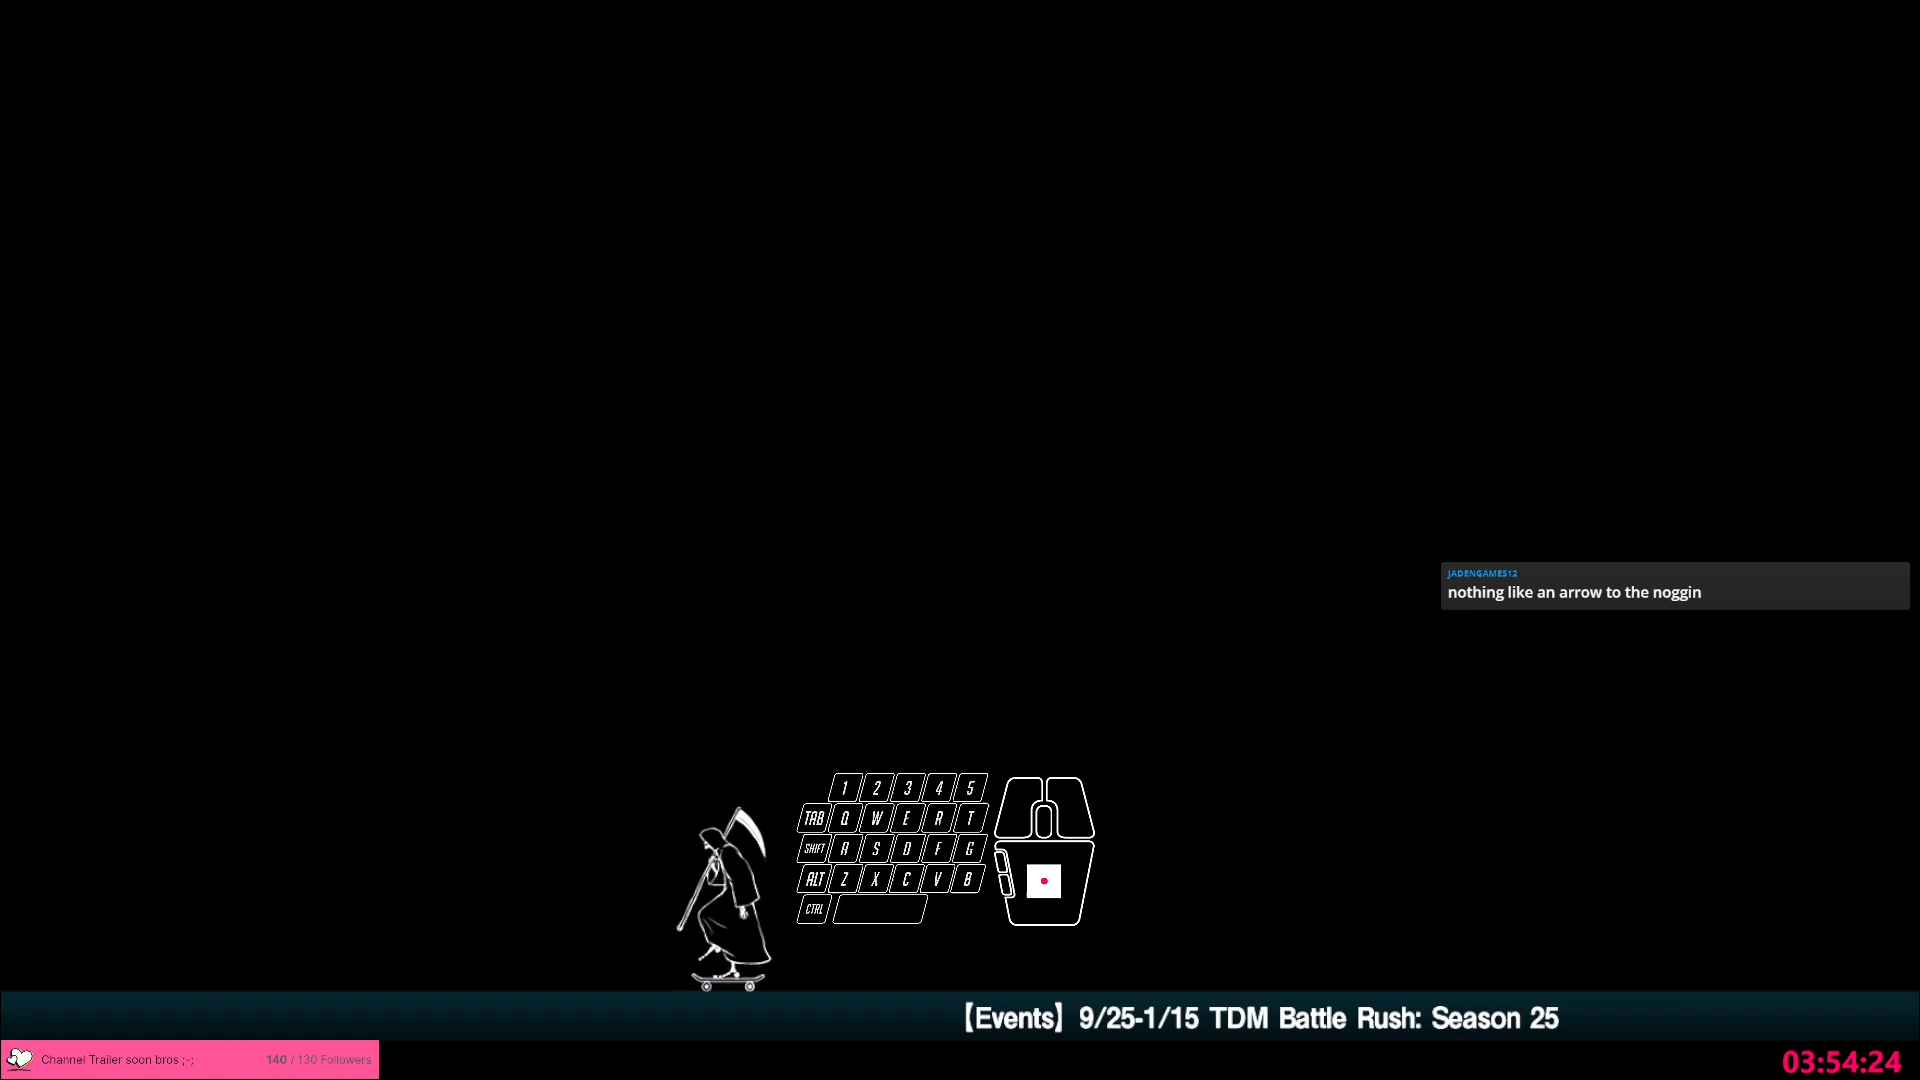 JADENGAMES12
nothing like an arrow to the noggin
1 2 3 4 5
TAB Q W E R T
SHIFT A S D F G
ALT Z X C V B
CTRL
【Events】 9/25-1/15 TDM Battle Rush: Season 25
Channel Trailer soon bros ;-; 140 / 130 Followers
03:54:24